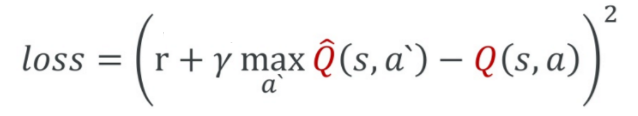 loss = (r + γ max_a` Q̂(s, a`) − Q(s, a))²